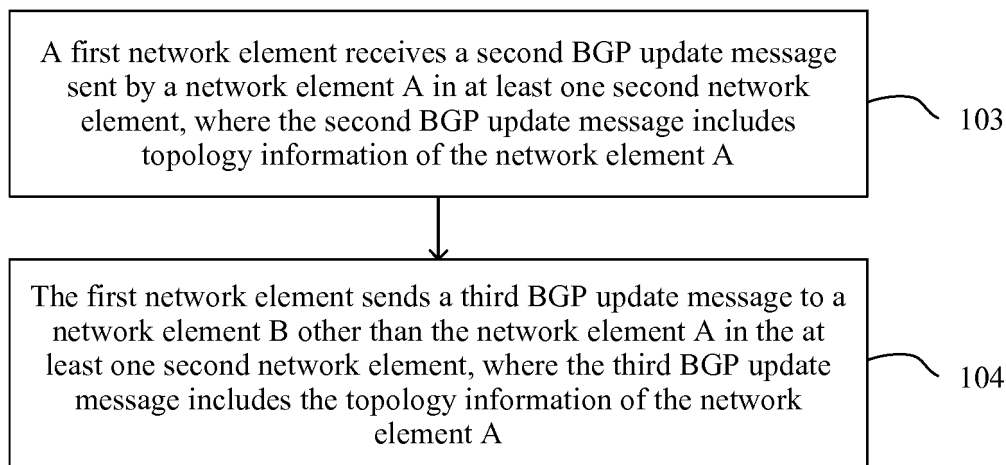 A first network element receives a second BGP update message
sent by a network element A in at least one second network
element, where the second BGP update message includes
topology information of the network element A
103
The first network element sends a third BGP update message to a
network element B other than the network element A in the at
least one second network element, where the third BGP update
message includes the topology information of the network
element A
104